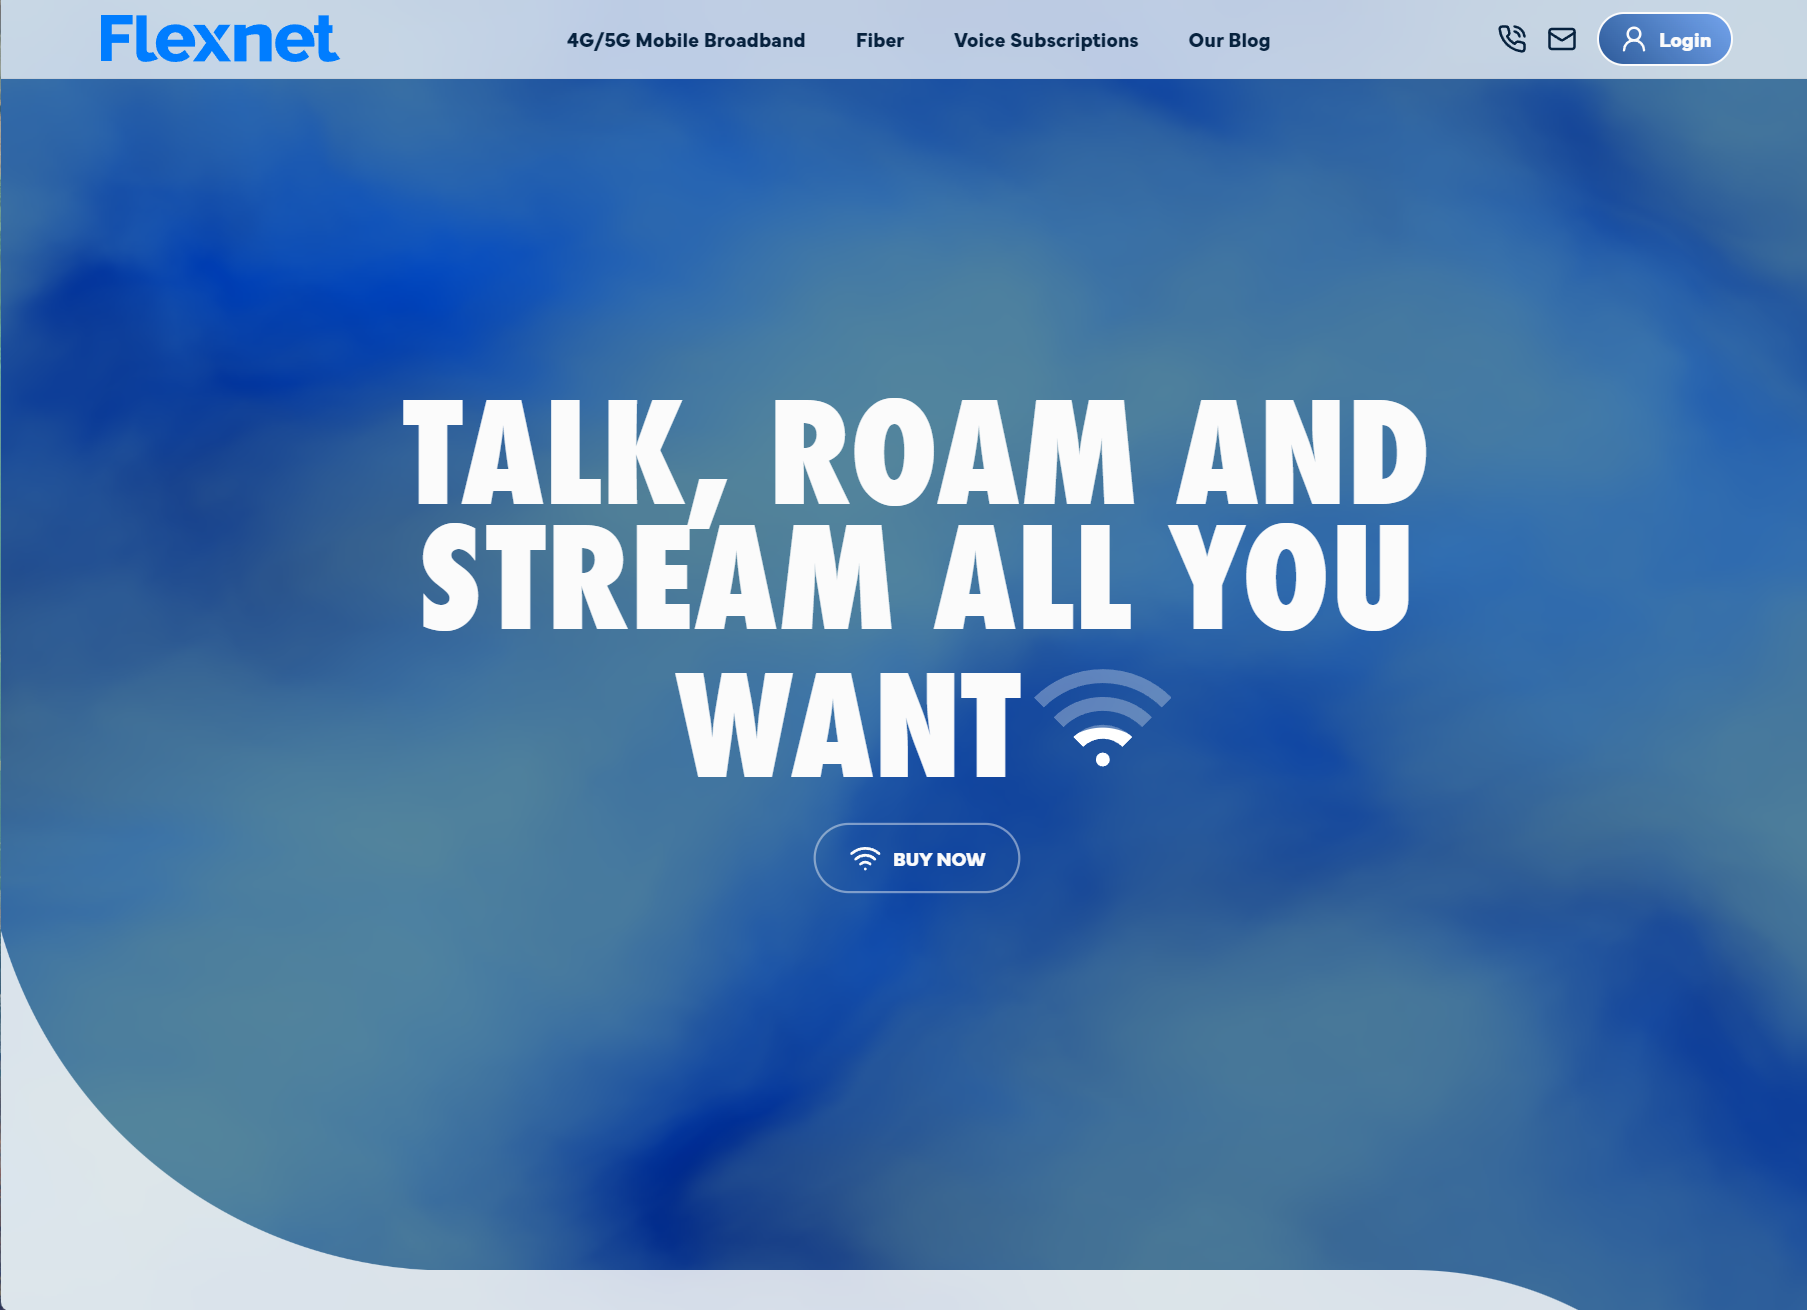 Flexnet
4G/5G Mobile Broadband
Fiber
Voice Subscriptions
Our Blog
Login
TALK, ROAM AND
STREAM ALL YOU
WANT
BUY NOW